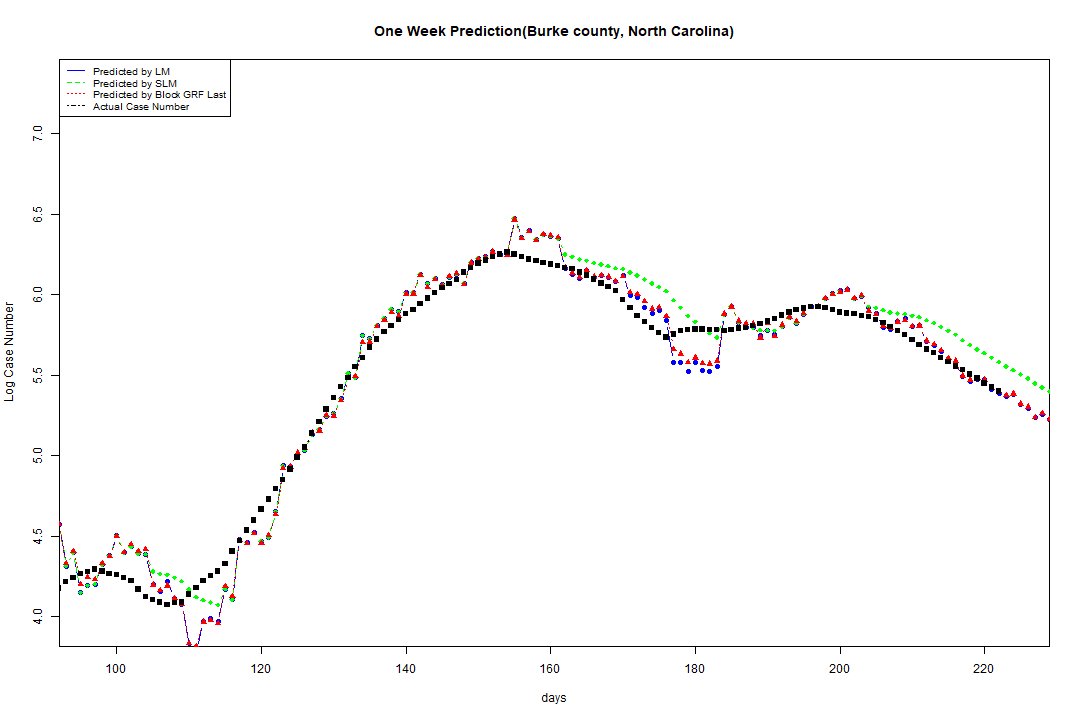 One Week Prediction(Burke county, North Carolina)
Predicted by LM
Predicted by SLM
Predicted by Block GRF Last
Actual Case Number
7.0
6.5
6.0
5.5
5.0
4.5
4.0
Log Case Number
100 120 140 160 180 200 220
days